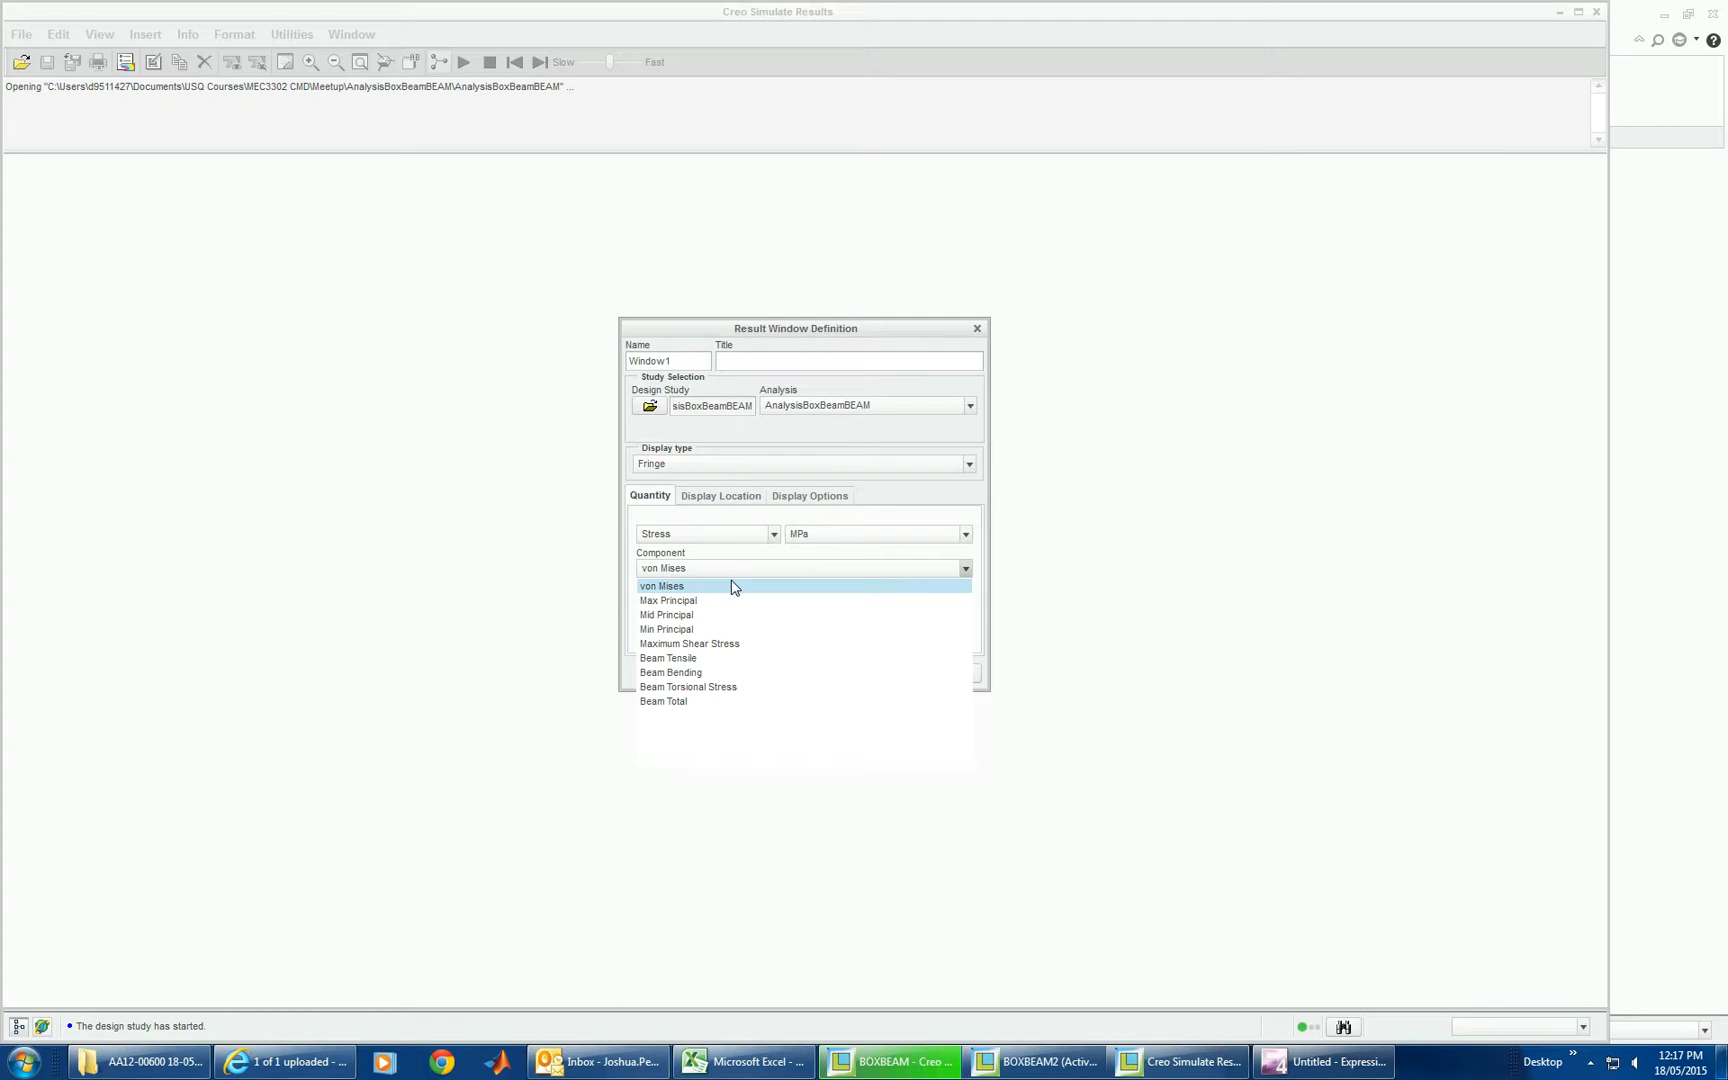 Creo Simulate Results
File Edit View Insert Info Format Utilities Window
Slow Fast
Opening "C:\Users\d9511427\Documents\USQ Courses\MEC3302 CMD\Meetup\AnalysisBoxBeamBEAM\AnalysisBoxBeamBEAM" ...
Result Window Definition
Name Title
Window1
Study Selection
Design Study Analysis
sisBoxBeamBEAM AnalysisBoxBeamBEAM
Display type
Fringe
Quantity Display Location Display Options
Stress MPa
Component
von Mises
von Mises
Max Principal
Mid Principal
Min Principal
Maximum Shear Stress
Beam Tensile
Beam Bending
Beam Torsional Stress
Beam Total
The design study has started.
AA12-00600 18-05... 1 of 1 uploaded - ... Inbox - Joshua.Pe... Microsoft Excel - ... BOXBEAM - Creo ... BOXBEAM2 (Activ... Creo Simulate Res... Untitled - Expressi... Desktop 12:17 PM
18/05/2015